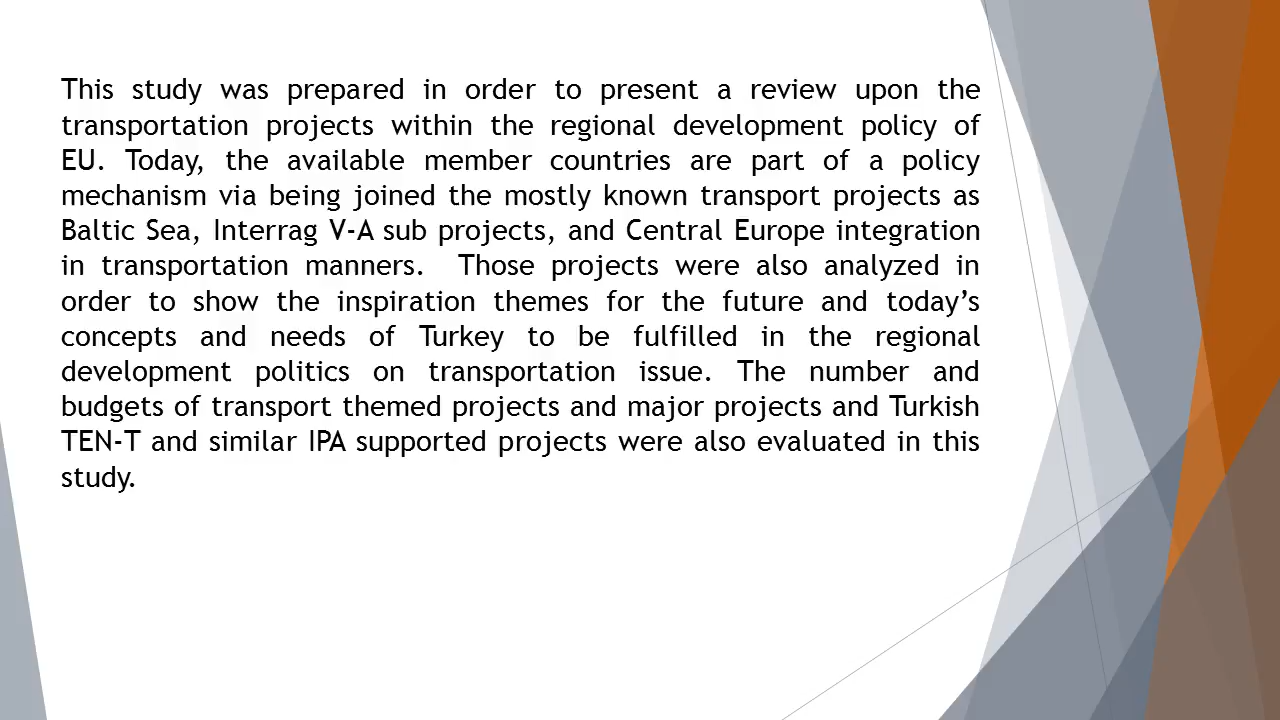 This study was prepared in order to present a review upon the
transportation projects within the regional development policy of
EU. Today, the available member countries are part of a policy
mechanism via being joined the mostly known transport projects as
Baltic Sea, Interrag V-A sub projects, and Central Europe integration
in transportation manners.  Those projects were also analyzed in
order to show the inspiration themes for the future and today’s
concepts and needs of Turkey to be fulfilled in the regional
development politics on transportation issue. The number and
budgets of transport themed projects and major projects and Turkish
TEN-T and similar IPA supported projects were also evaluated in this
study.